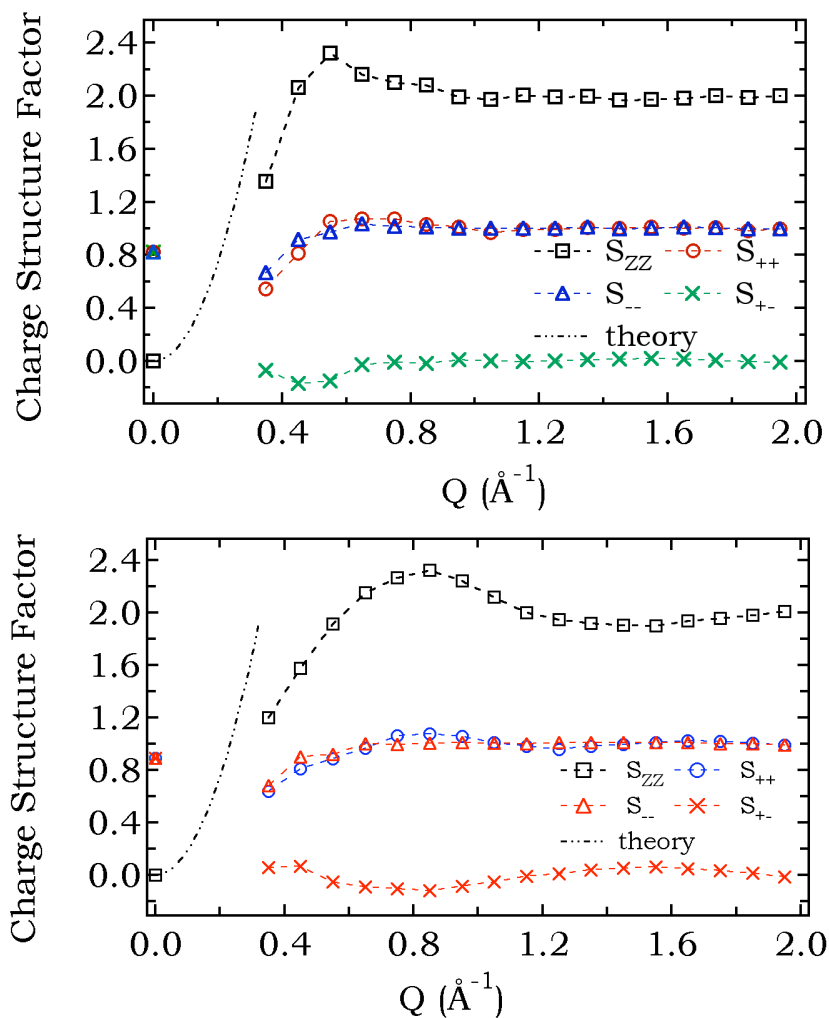 Charge Structure Factor
2.4
2.0
1.6
1.2
0.8
0.4
0.0
S_ZZ S_++
S_-- S_+-
theory
0.0 0.4 0.8 1.2 1.6 2.0
Q (Å⁻¹)
Charge Structure Factor
2.4
2.0
1.6
1.2
0.8
0.4
0.0
S_ZZ S_++
S_-- S_+-
theory
0.0 0.4 0.8 1.2 1.6 2.0
Q (Å⁻¹)